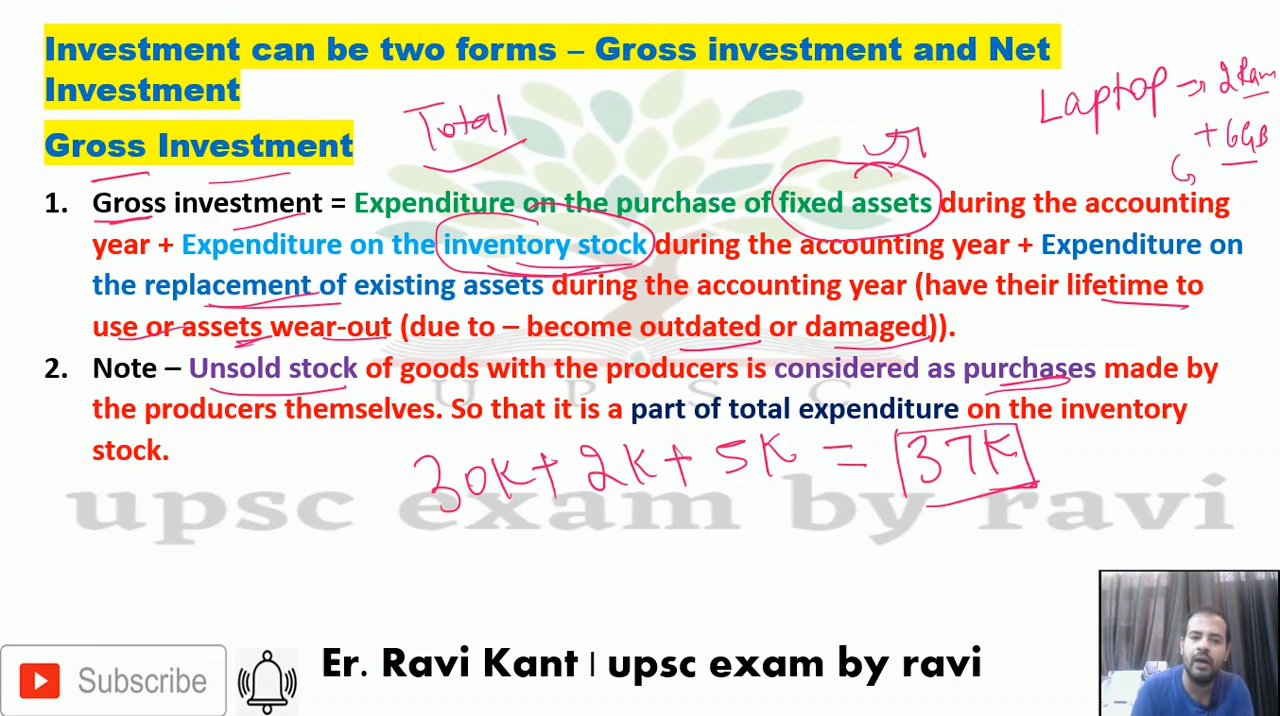 Investment can be two forms – Gross investment and Net
Investment
Total
Laptop → 2 Ram
+ 6GB
Gross Investment
1. Gross investment = Expenditure on the purchase of fixed assets during the accounting
year + Expenditure on the inventory stock during the accounting year + Expenditure on
the replacement of existing assets during the accounting year (have their lifetime to
use or assets wear-out (due to – become outdated or damaged)).
2. Note – Unsold stock of goods with the producers is considered as purchases made by
the producers themselves. So that it is a part of total expenditure on the inventory
stock.
30K + 2K + 5K = 37K
UPSC
upsc exam by ravi
Subscribe
Er. Ravi Kant | upsc exam by ravi